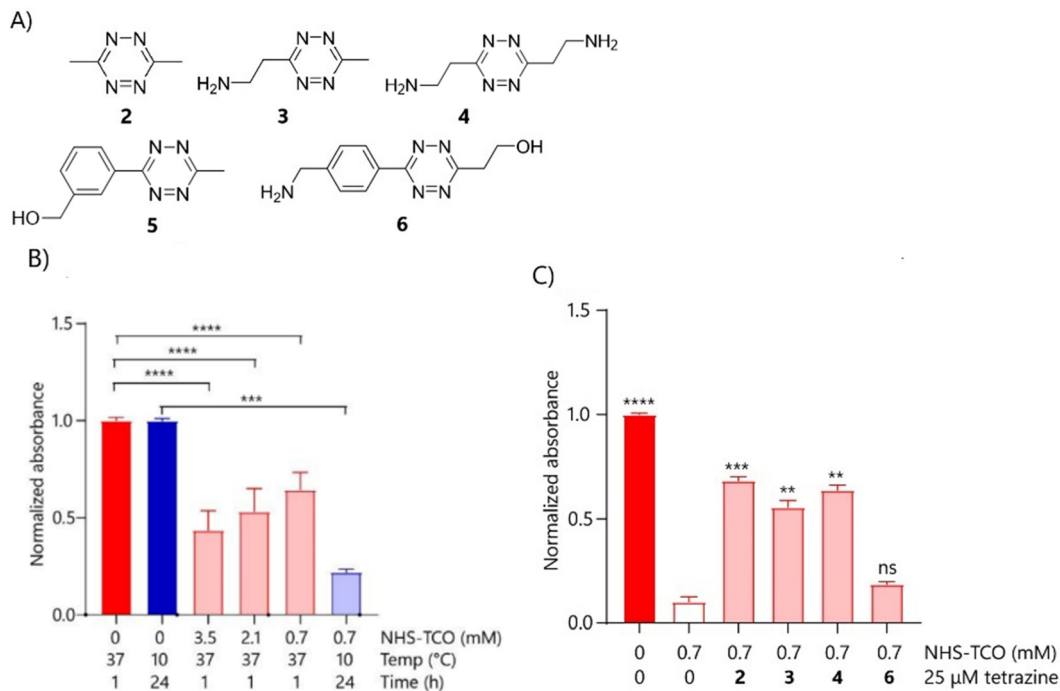 A)
N-N
N=N
2
N-N
N=N
H₂N
3
N-N
N=N
NH₂
H₂N
4
N-N
N=N
HO
5
N-N
N=N
OH
H₂N
6
B)
Normalized absorbance
1.5
1.0
0.5
0.0
****
****
****
***
0 0 3.5 2.1 0.7 0.7 NHS-TCO (mM)
37 10 37 37 37 10 Temp (°C)
1 24 1 1 1 24 Time (h)
C)
Normalized absorbance
1.5
1.0
0.5
0.0
****
***
**
**
ns
0 0.7 0.7 0.7 0.7 0.7 NHS-TCO (mM)
0 0 2 3 4 6 25 μM tetrazine